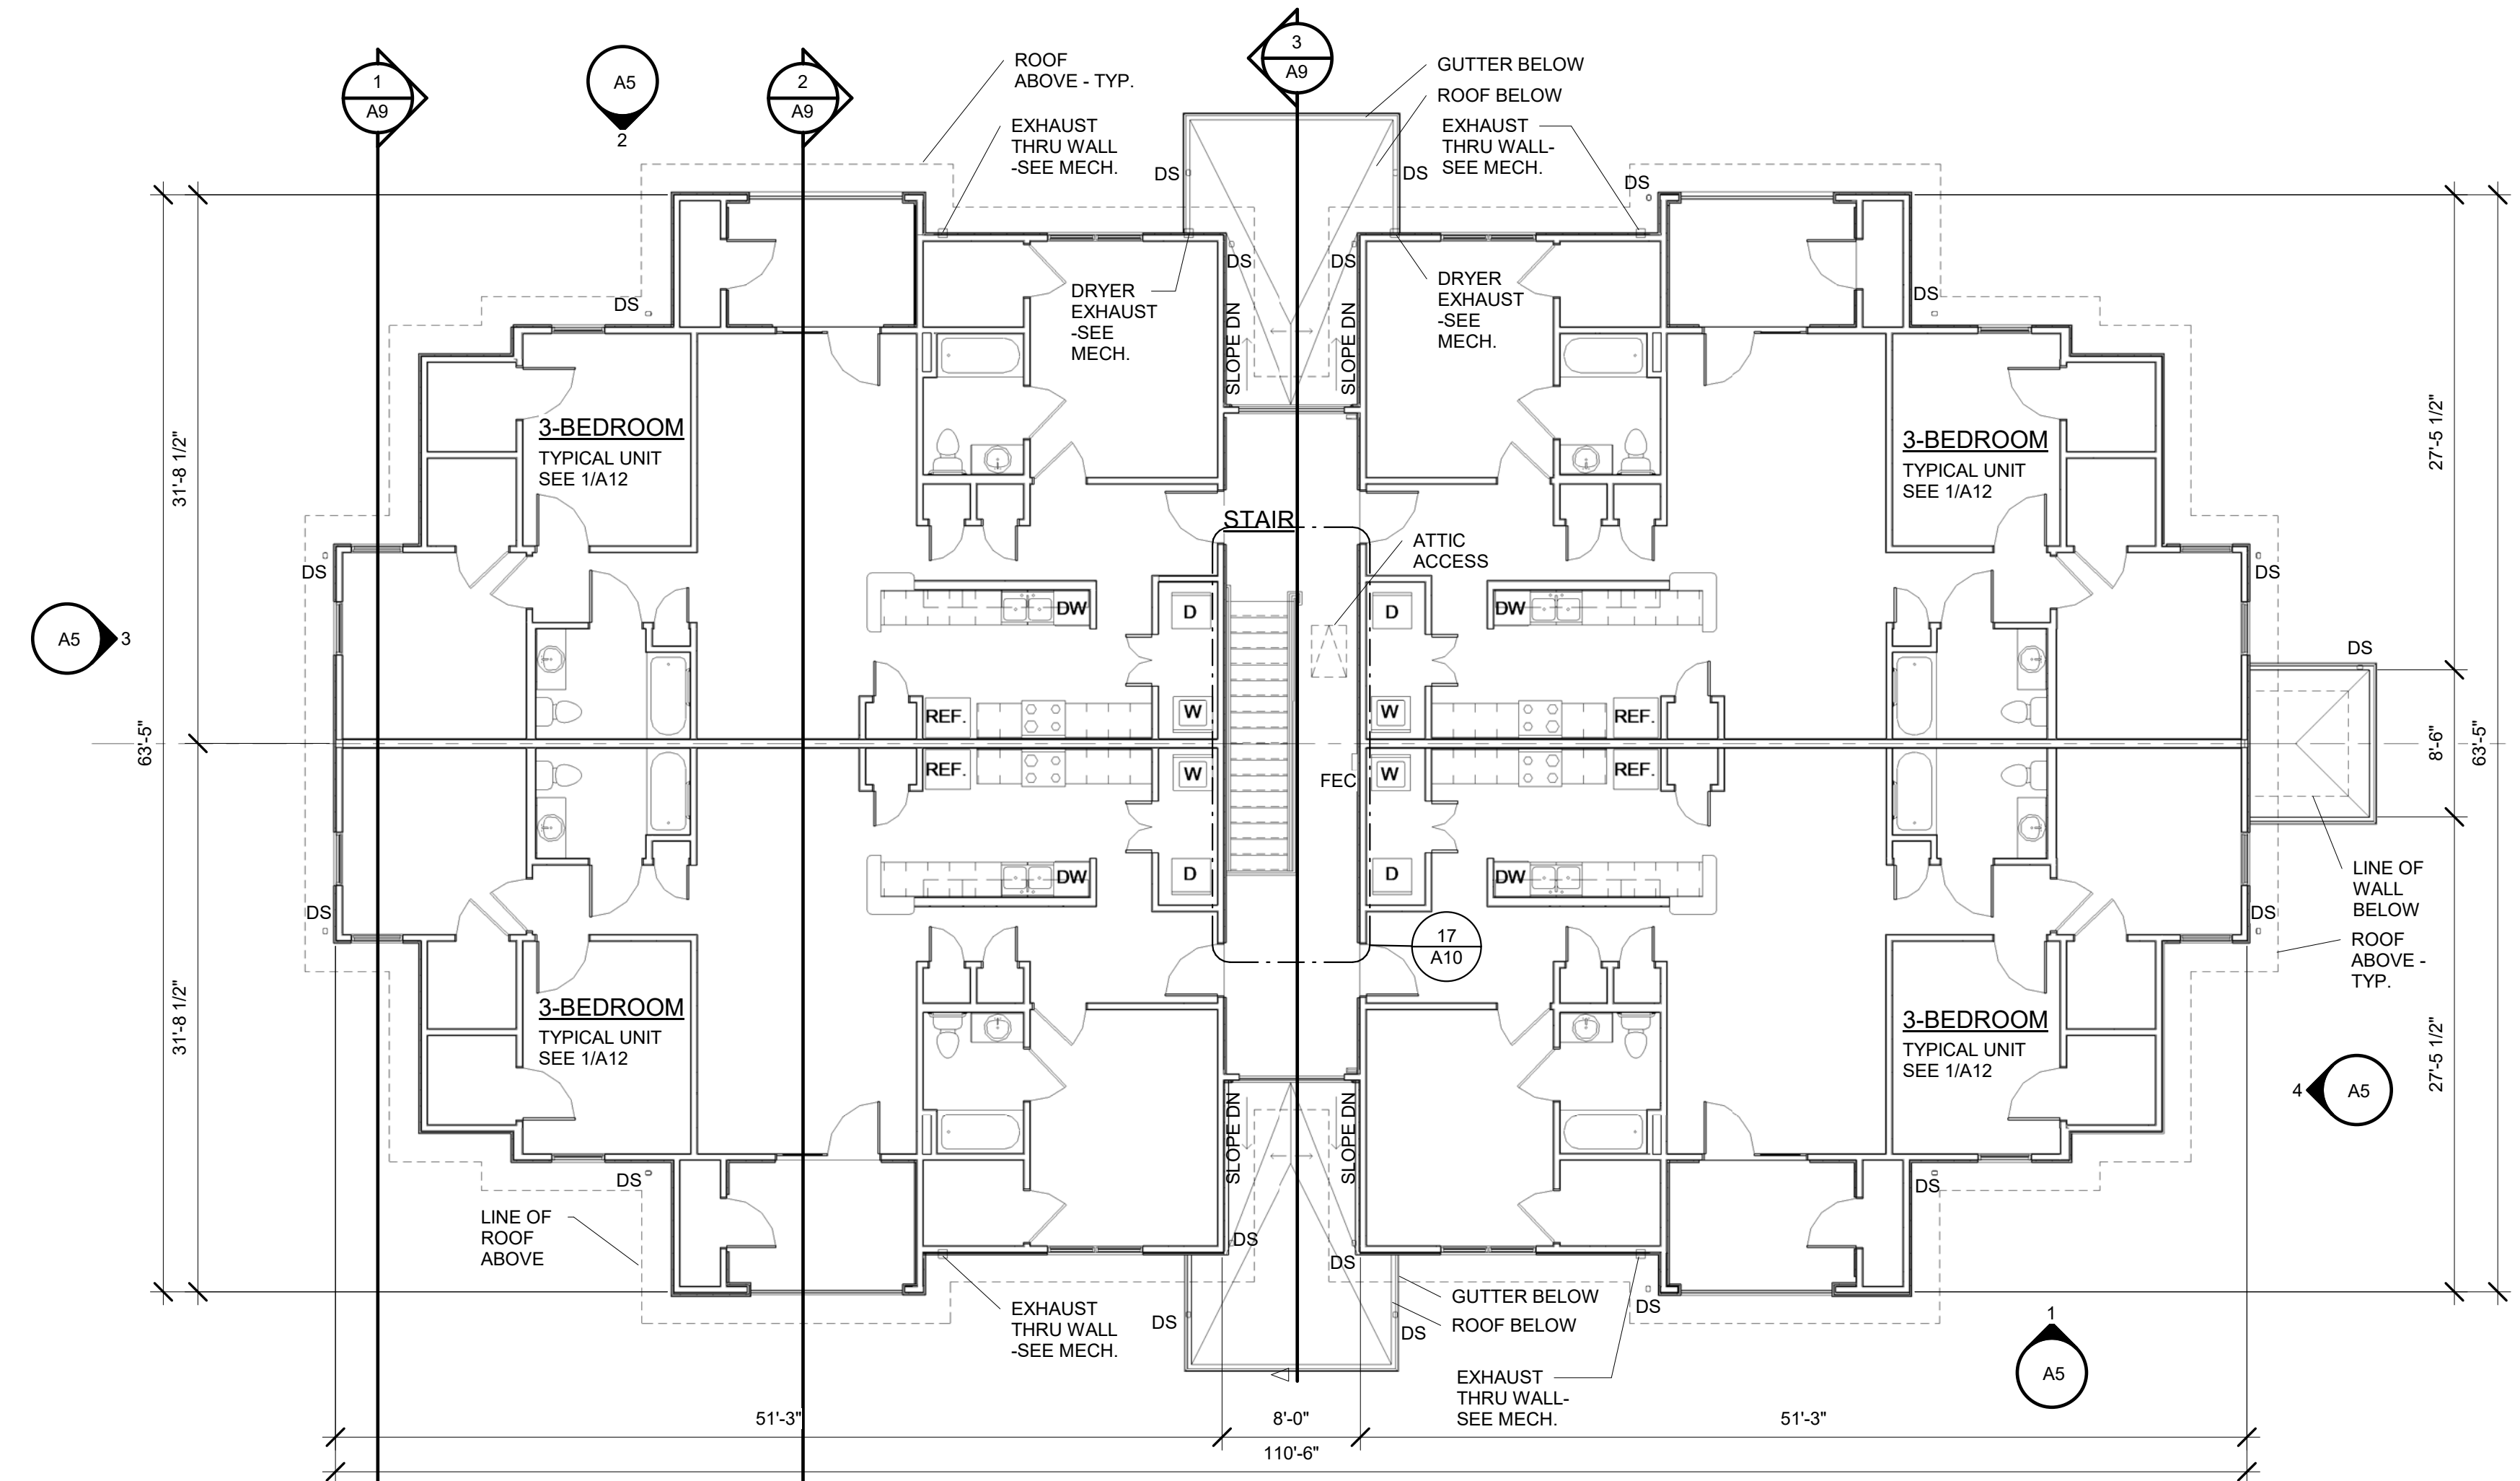 3
A9
1
A9
A5
2
2
A9
ROOF
ABOVE - TYP.
EXHAUST
THRU WALL
-SEE MECH.
GUTTER BELOW
ROOF BELOW
EXHAUST
THRU WALL-
SEE MECH.
DS
DS
DS
DS
DS
DS
DS
DRYER
EXHAUST
-SEE
MECH.
SLOPE DN
SLOPE DN
DRYER
EXHAUST
-SEE
MECH.
31'-8 1/2"
63'-5"
31'-8 1/2"
27'-5 1/2"
8'-6"
63'-5"
27'-5 1/2"
3-BEDROOM
TYPICAL UNIT
SEE 1/A12
3-BEDROOM
TYPICAL UNIT
SEE 1/A12
STAIR
ATTIC
ACCESS
DS
DS
A5
3
DW
D
D
DW
DS
REF.
W
W
REF.
REF.
W
FEC
W
REF.
DW
D
D
DW
DS
DS
LINE OF
WALL
BELOW
ROOF
ABOVE -
TYP.
17
A10
3-BEDROOM
TYPICAL UNIT
SEE 1/A12
3-BEDROOM
TYPICAL UNIT
SEE 1/A12
4
A5
SLOPE DN
SLOPE DN
DS
DS
LINE OF
ROOF
ABOVE
DS
DS
EXHAUST
THRU WALL
-SEE MECH.
DS
DS
DS
GUTTER BELOW
ROOF BELOW
EXHAUST
THRU WALL-
SEE MECH.
1
A5
51'-3"
8'-0"
51'-3"
110'-6"